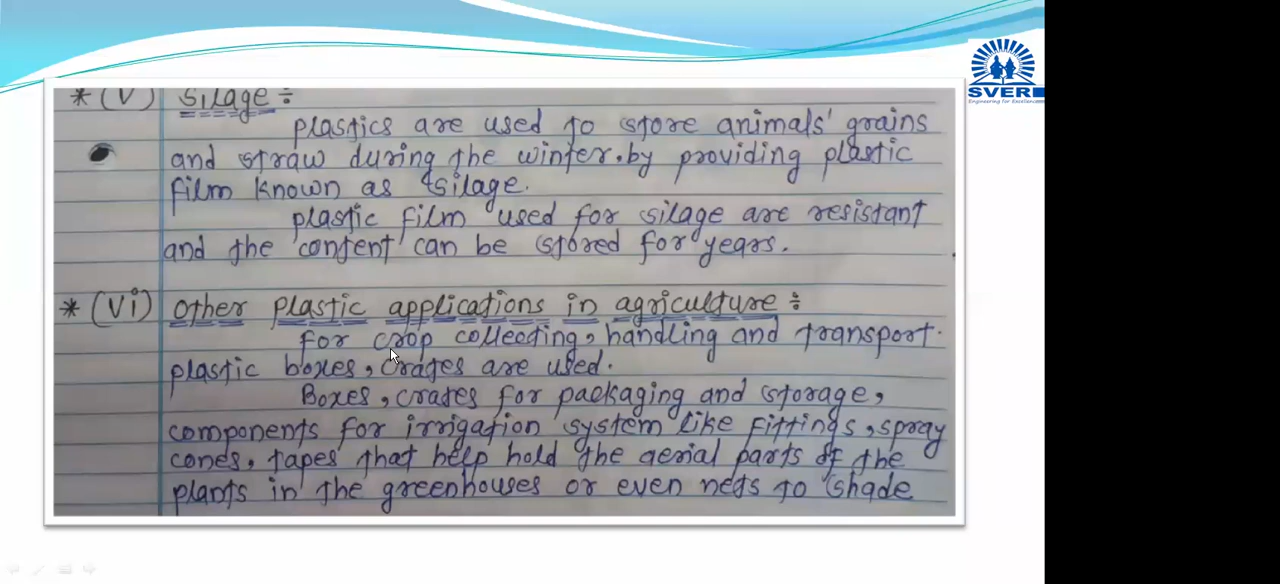 * (V) Silage :-
plastics are used to store animals' grains
and straw during the winter. by providing plastic
film known as silage.
plastic film used for silage are resistant
and the content can be stored for years.
* (Vi) Other plastic applications in agriculture :-
for crop collecting, handling and transport.
plastic boxes, crates are used.
Boxes, crates for packaging and storage,
components for irrigation system like fittings, spray
cones, tapes that help hold the aerial parts of the
plants in the greenhouses or even nets to shade
SVERI
Engineering for Excellence